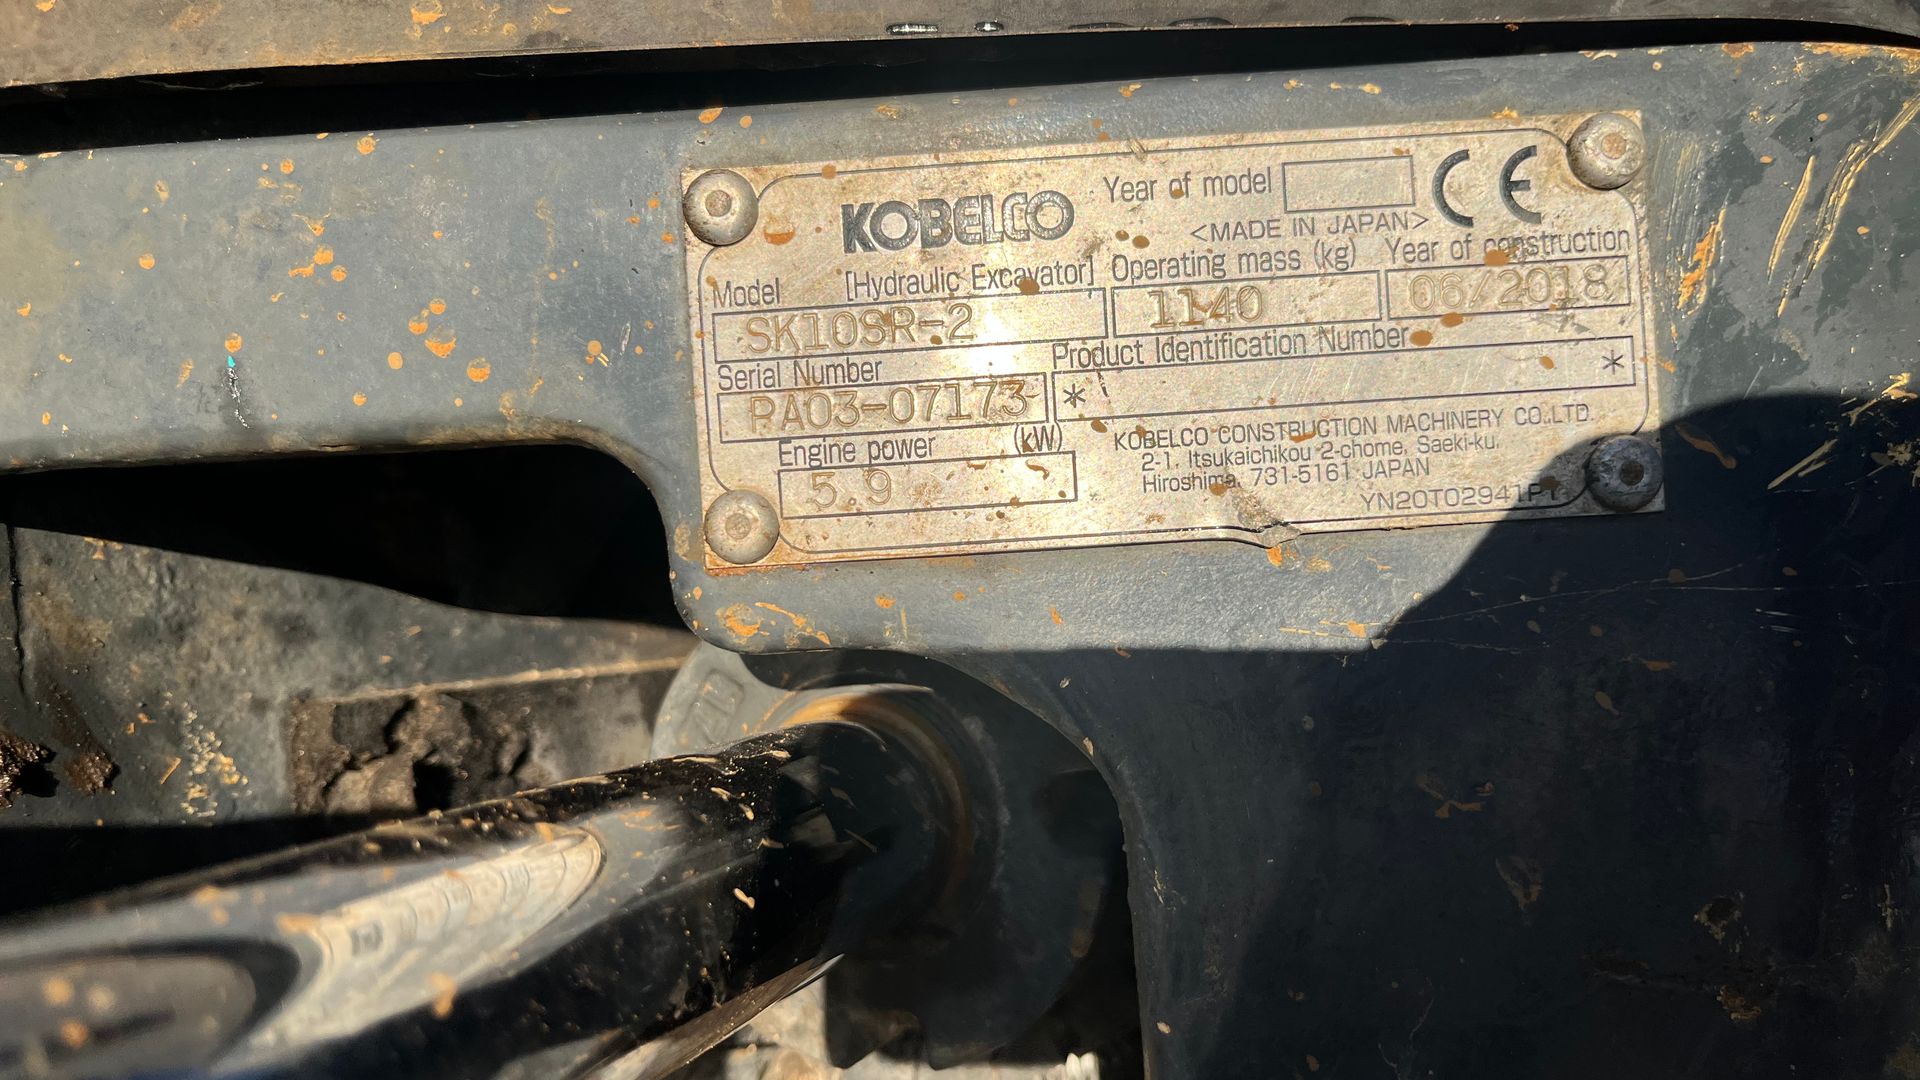 KOBELCO
Year of model
CE
<MADE IN JAPAN>
Model [Hydraulic Excavator] Operating mass (kg) Year of construction
SK10SR-2 1140 06/2018
Serial Number Product Identification Number
PA03-07173 * *
Engine power (kW)
5.9
KOBELCO CONSTRUCTION MACHINERY CO.,LTD.
2-1, Itsukaichikou 2-chome, Saeki-ku,
Hiroshima, 731-5161 JAPAN
YN20T02941P1